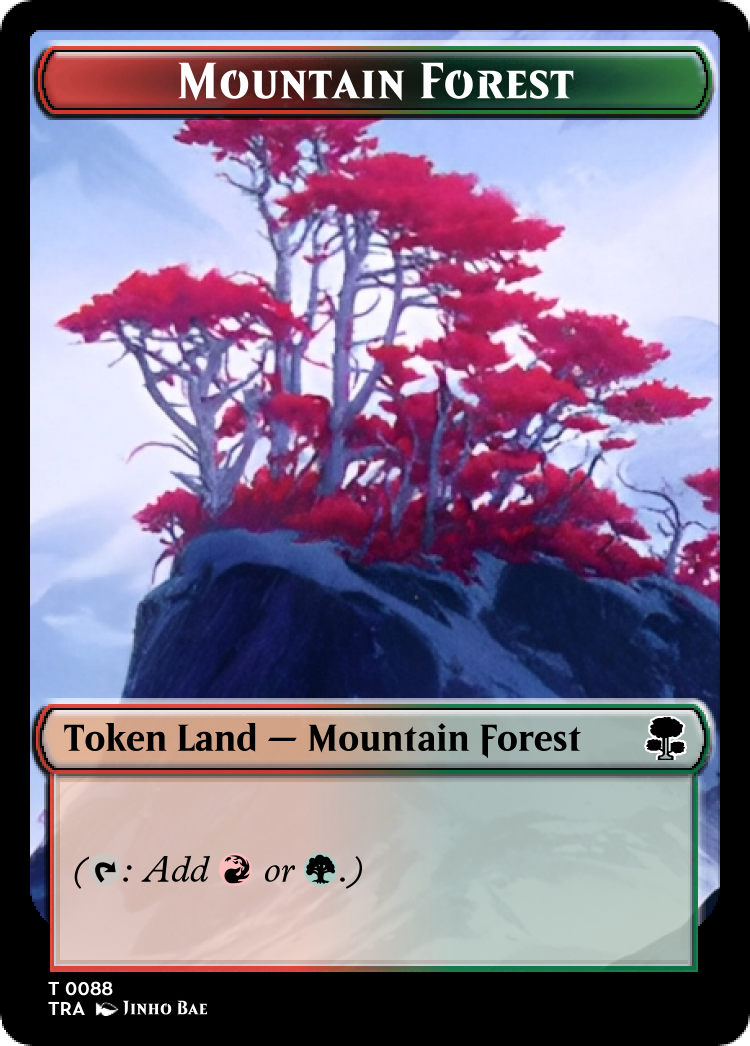 Mountain Forest
Token Land — Mountain Forest
( : Add or .)
T 0088
TRA Jinho Bae